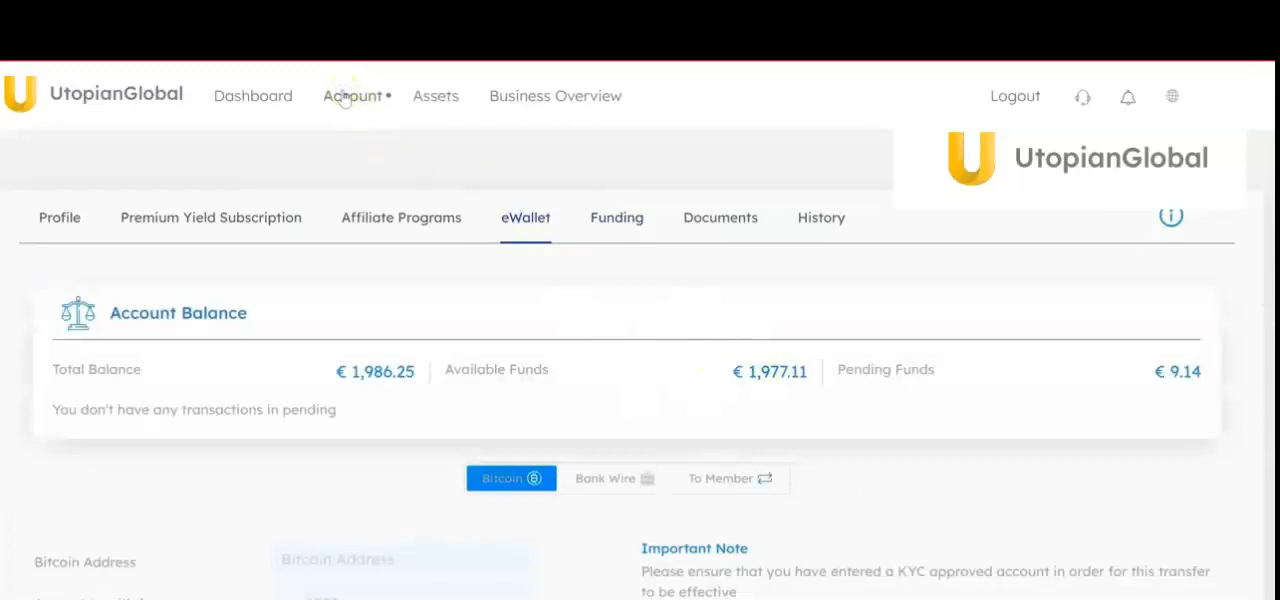 UtopianGlobal Dashboard Account • Assets Business Overview Logout
UtopianGlobal
Profile Premium Yield Subscription Affiliate Programs eWallet Funding Documents History
Account Balance
Total Balance € 1,986.25 Available Funds € 1,977.11 Pending Funds € 9.14
You don't have any transactions in pending
Bitcoin Bank Wire To Member
Important Note
Bitcoin Address Bitcoin Address
Please ensure that you have entered a KYC approved account in order for this transfer
to be effective